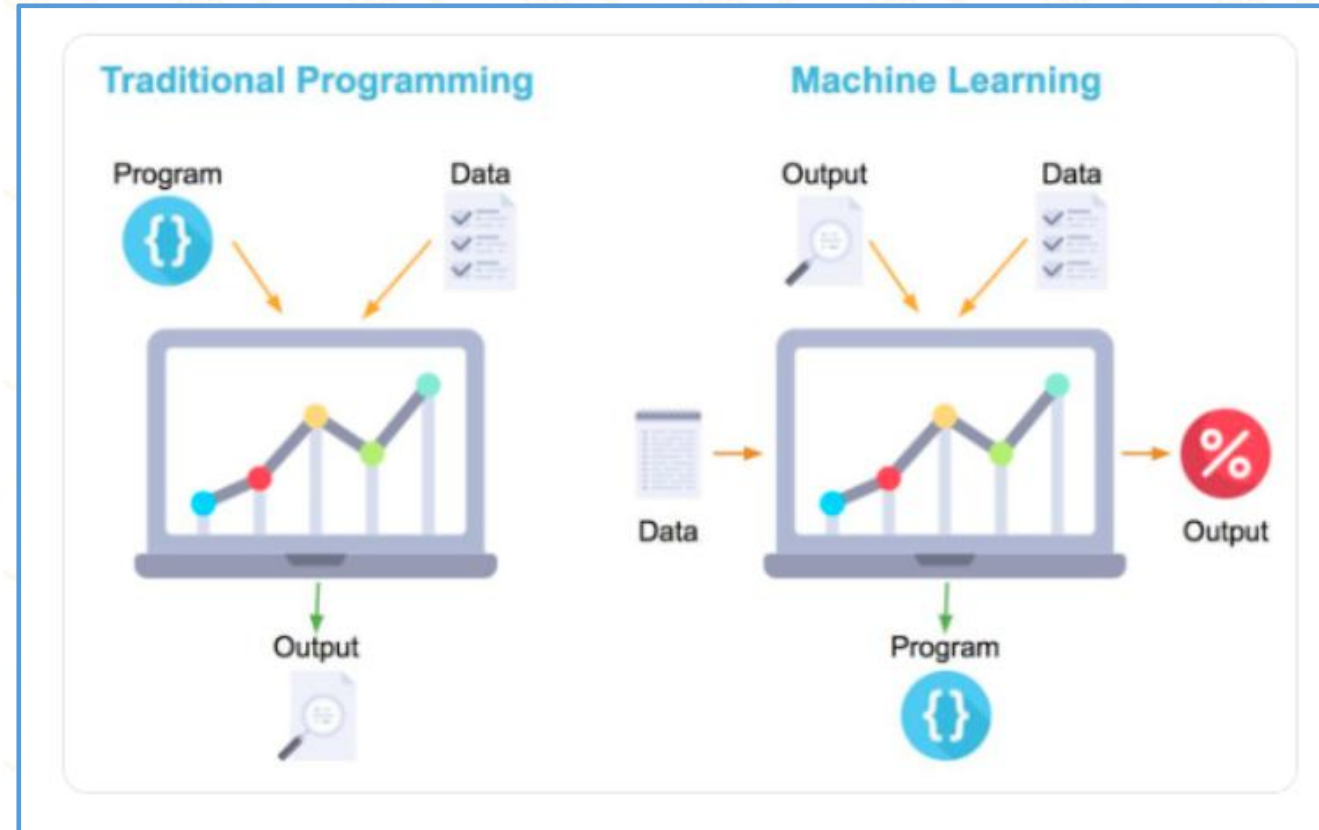 Traditional Programming
Machine Learning
Program
Data
Output
Data
{}
{}
%
Data
Output
Output
Program